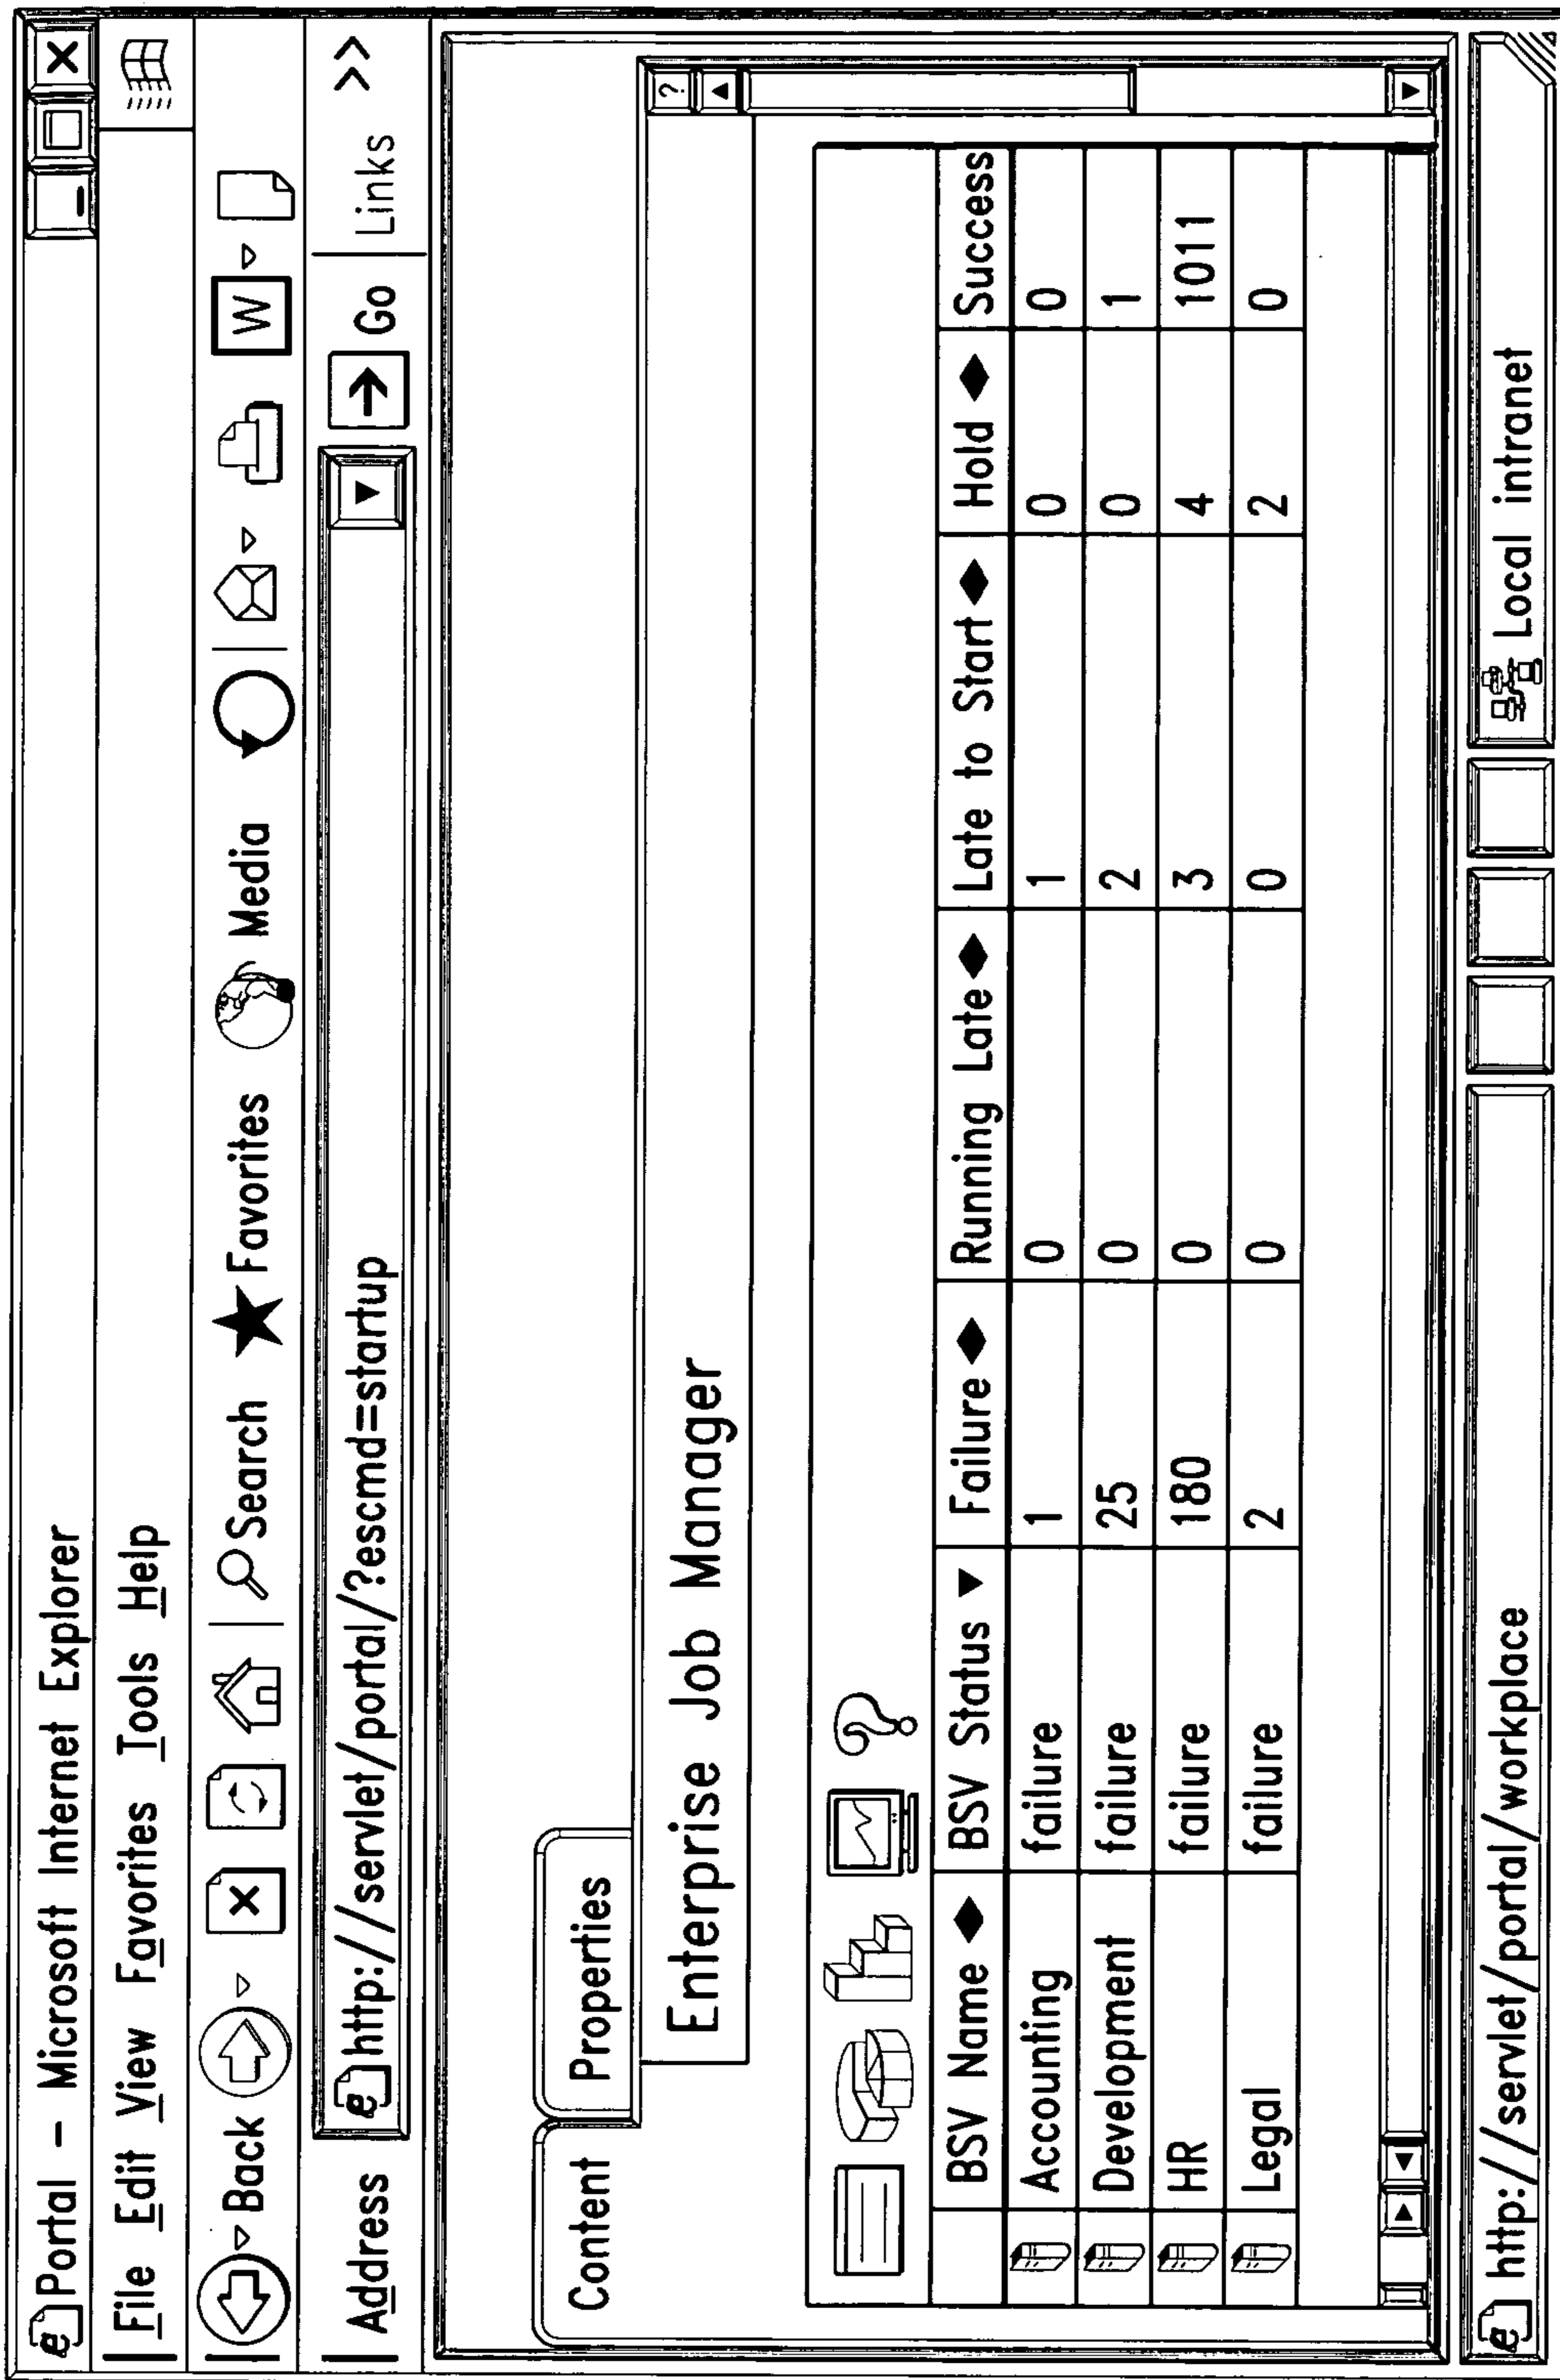 Portal – Microsoft Internet Explorer
File Edit View Favorites Tools Help
Back Search Favorites Media W
Address http://servlet/portal/?escmd=startup Go Links >>
Content Properties
Enterprise Job Manager ?
BSV Name BSV Status Failure Running Late Late to Start Hold Success
Accounting failure 1 0 1 0 0
Development failure 25 0 2 0 1
HR failure 180 0 3 4 1011
Legal failure 2 0 0 2 0
http://servlet/portal/workplace Local intranet